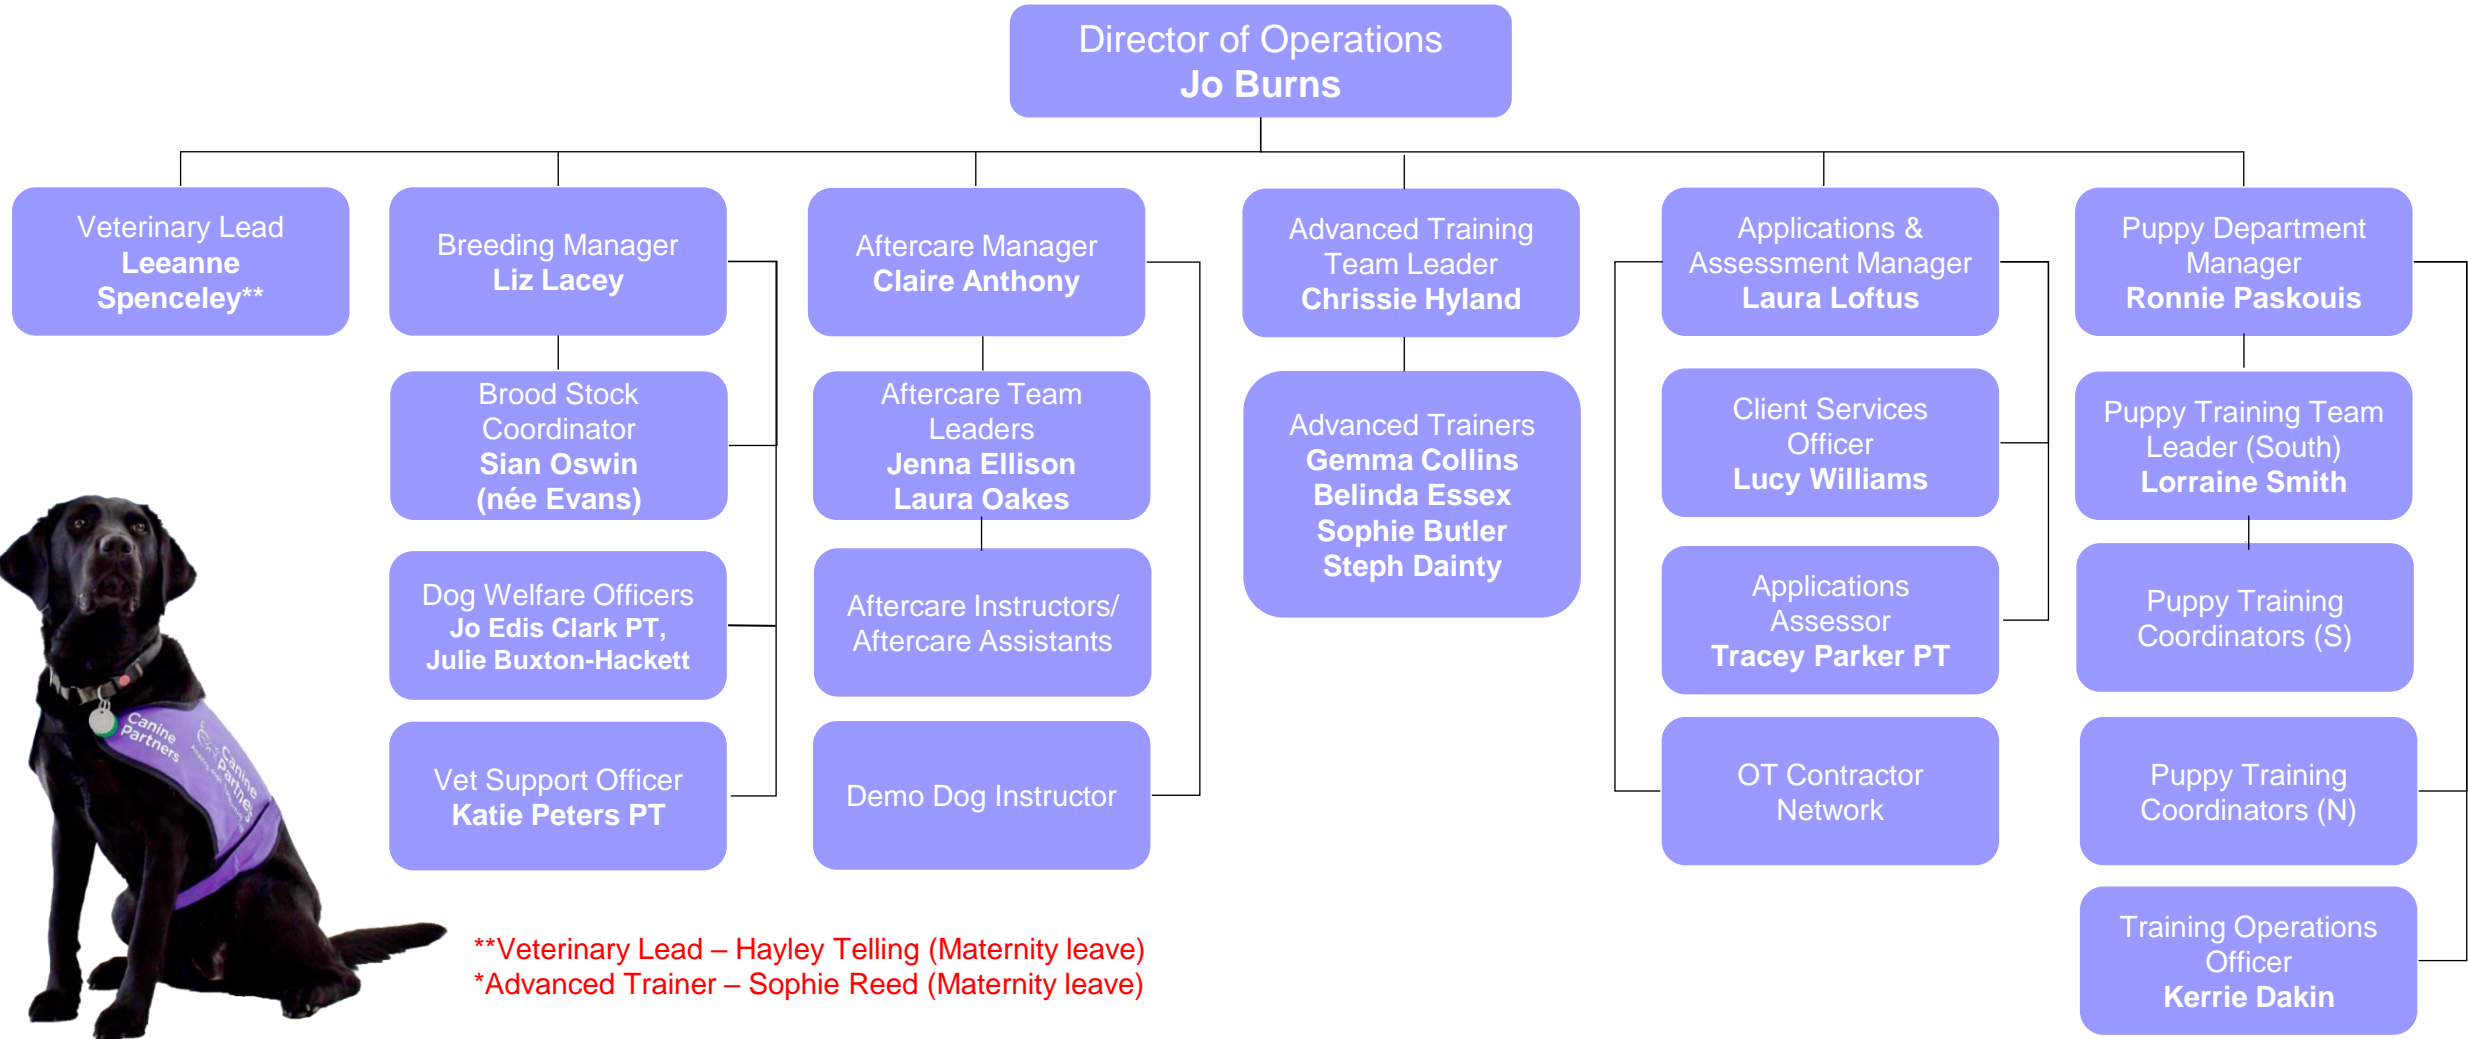 Director of Operations
Jo Burns
Veterinary Lead
Leeanne
Spenceley**
Breeding Manager
Liz Lacey
Aftercare Manager
Claire Anthony
Advanced Training
Team Leader
Chrissie Hyland
Applications &
Assessment Manager
Laura Loftus
Puppy Department
Manager
Ronnie Paskouis
Brood Stock
Coordinator
Sian Oswin
(née Evans)
Aftercare Team
Leaders
Jenna Ellison
Laura Oakes
Advanced Trainers
Gemma Collins
Belinda Essex
Sophie Butler
Steph Dainty
Client Services
Officer
Lucy Williams
Puppy Training Team
Leader (South)
Lorraine Smith
Dog Welfare Officers
Jo Edis Clark PT,
Julie Buxton-Hackett
Aftercare Instructors/
Aftercare Assistants
Applications
Assessor
Tracey Parker PT
Puppy Training
Coordinators (S)
Vet Support Officer
Katie Peters PT
Demo Dog Instructor
OT Contractor
Network
Puppy Training
Coordinators (N)
Training Operations
Officer
Kerrie Dakin
Canine
Partners
Canine
Partners
**Veterinary Lead – Hayley Telling (Maternity leave)
*Advanced Trainer – Sophie Reed (Maternity leave)